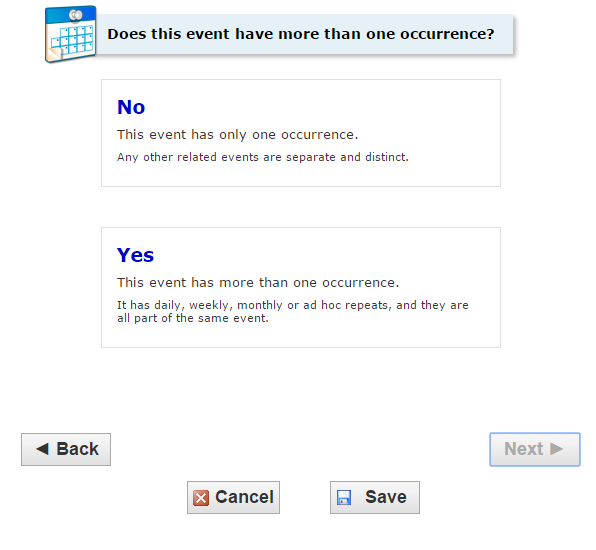 Does this event have more than one occurrence?
No
This event has only one occurrence.
Any other related events are separate and distinct.
Yes
This event has more than one occurrence.
It has daily, weekly, monthly or ad hoc repeats, and they are
all part of the same event.
◄ Back
Next ►
Cancel
Save